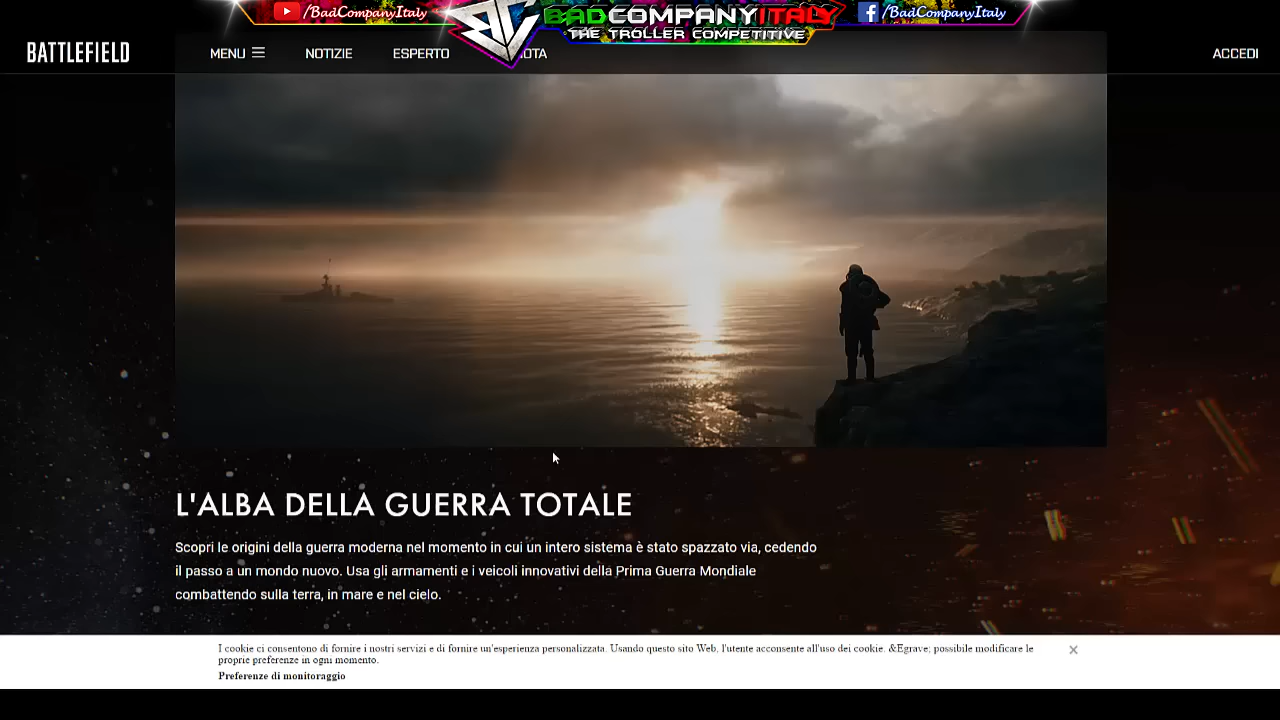 /BadCompanyItaly
BADCOMPANYITALY
THE TROLLER COMPETITIVE
/BadCompanyItaly
BATTLEFIELD
MENU
NOTIZIE
ESPERTO
ACCEDI
L'ALBA DELLA GUERRA TOTALE
Scopri le origini della guerra moderna nel momento in cui un intero sistema è stato spazzato via, cedendo
il passo a un mondo nuovo. Usa gli armamenti e i veicoli innovativi della Prima Guerra Mondiale
combattendo sulla terra, in mare e nel cielo.
I cookie ci consentono di fornire i nostri servizi e di fornire un'esperienza personalizzata. Usando questo sito Web, l'utente acconsente all'uso dei cookie. &Egrave; possibile modificare le
proprie preferenze in ogni momento.
Preferenze di monitoraggio